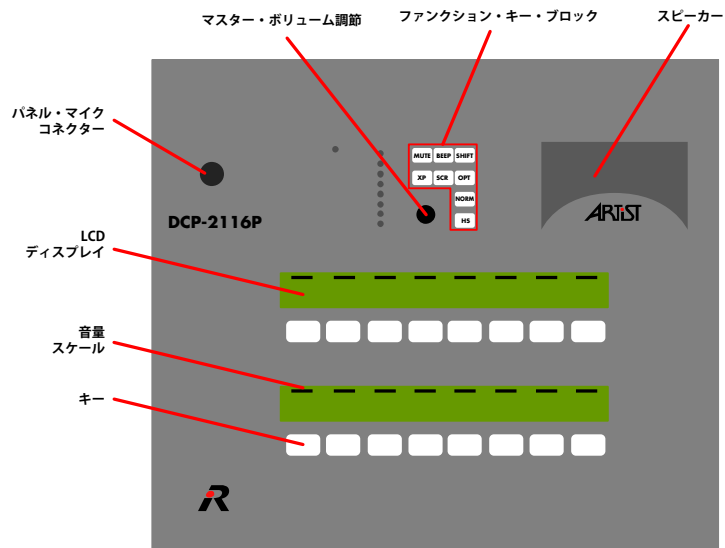 マスター・ボリューム調節
ファンクション・キー・ブロック
スピーカー
パネル・マイク
コネクター
MUTE BEEP SHIFT
XP SCR OPT
NORM
HS
DCP-2116P
ARTIST
LCD
ディスプレイ
音量
スケール
キー
R